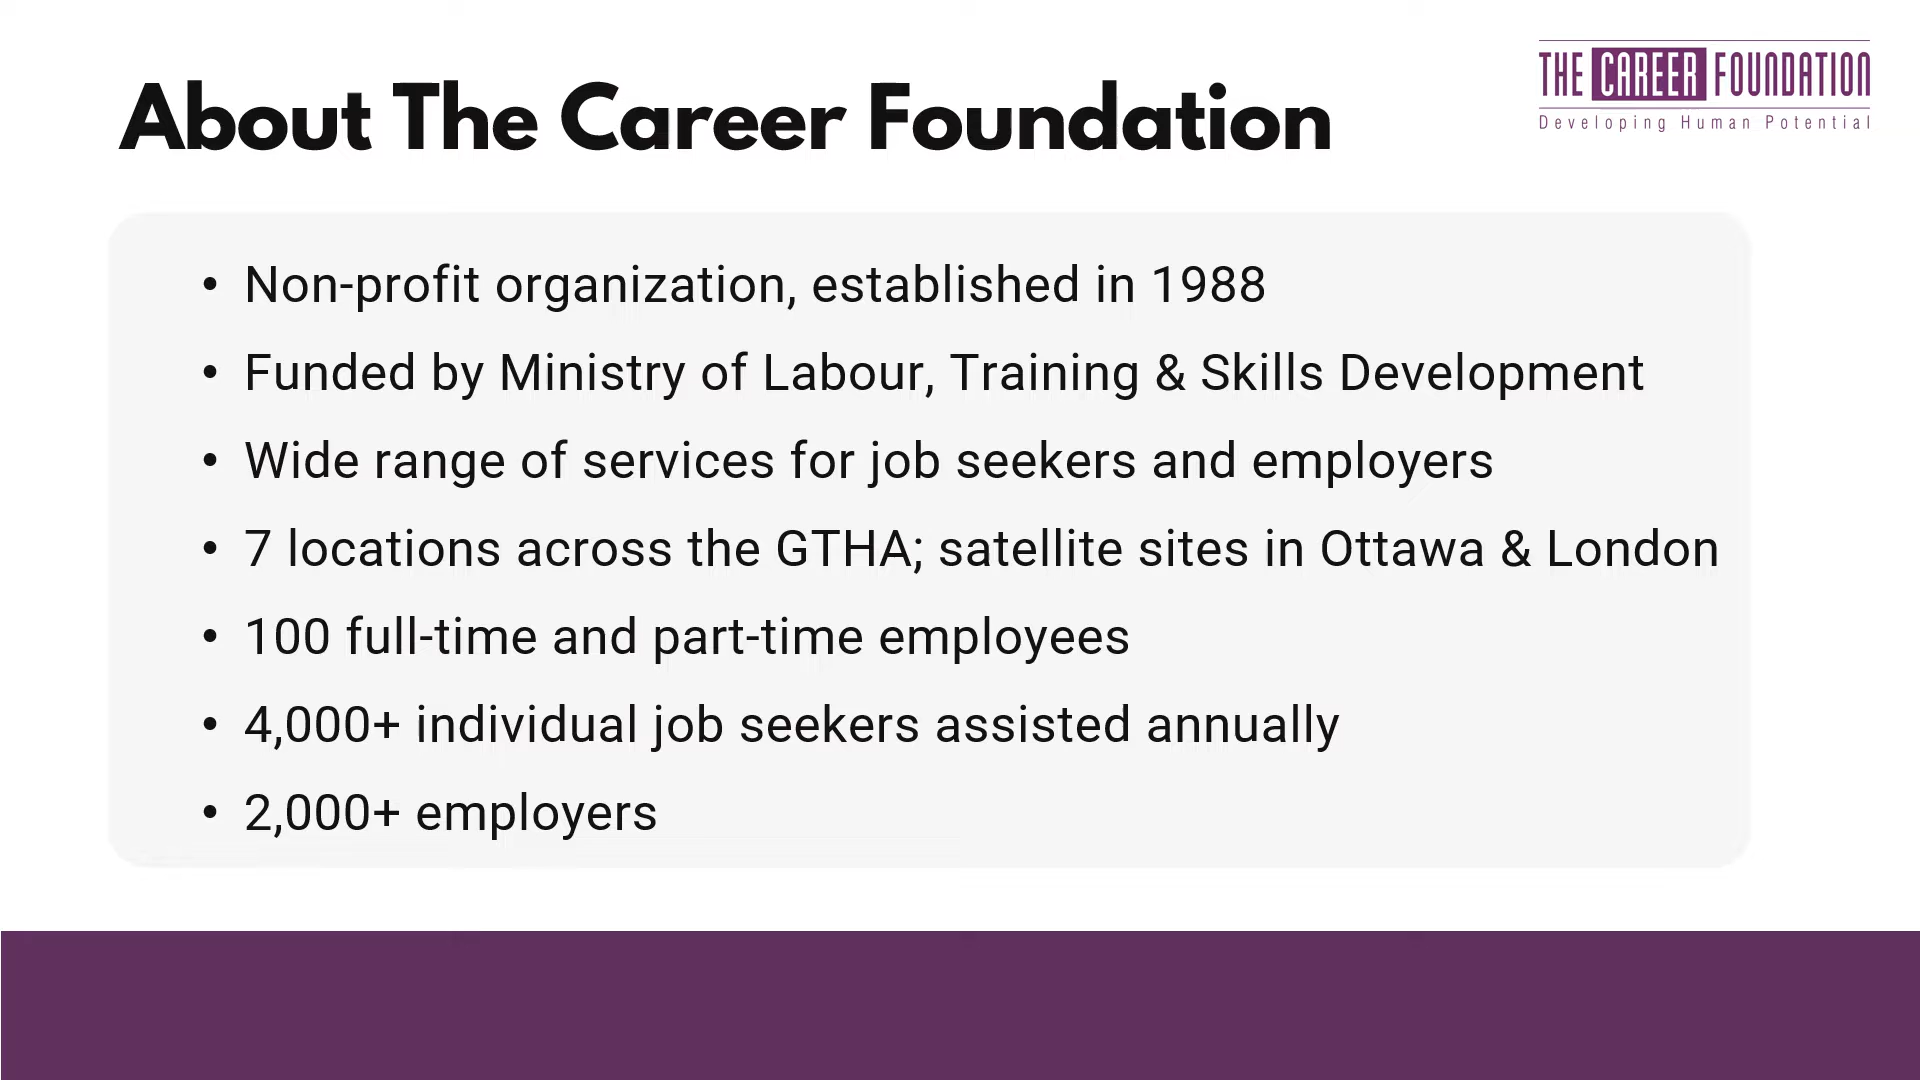 About The Career Foundation
THE CAREER FOUNDATION
Developing Human Potential
• Non-profit organization, established in 1988
• Funded by Ministry of Labour, Training & Skills Development
• Wide range of services for job seekers and employers
• 7 locations across the GTHA; satellite sites in Ottawa & London
• 100 full-time and part-time employees
• 4,000+ individual job seekers assisted annually
• 2,000+ employers